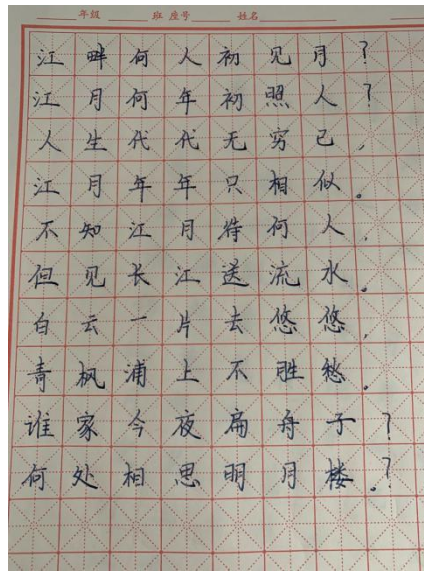 年级 班 座号 姓名
江畔何人初见月？
江月何年初照人？
人生代代无穷已，
江月年年只相似。
不知江月待何人，
但见长江送流水。
白云一片去悠悠，
青枫浦上不胜愁。
谁家今夜扁舟子？
何处相思明月楼。？